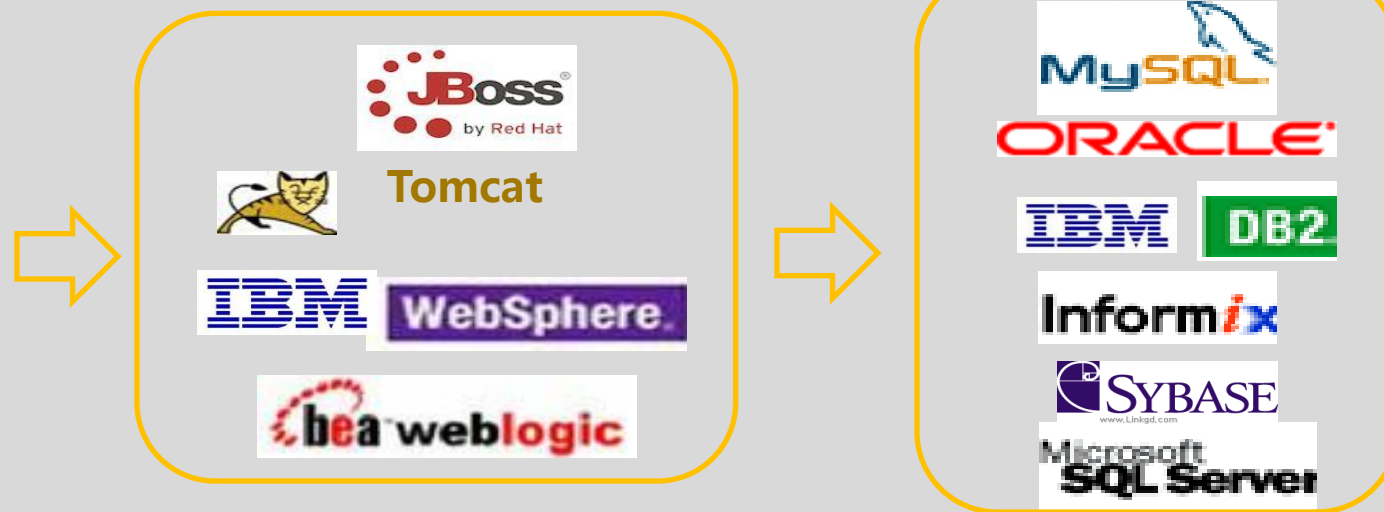 JBoss®
by Red Hat
Tomcat
IBM WebSphere.
bea™ weblogic
MySQL
ORACLE
IBM DB2
Informix
SYBASE
www.Linkgd.com
Microsoft
SQL Server